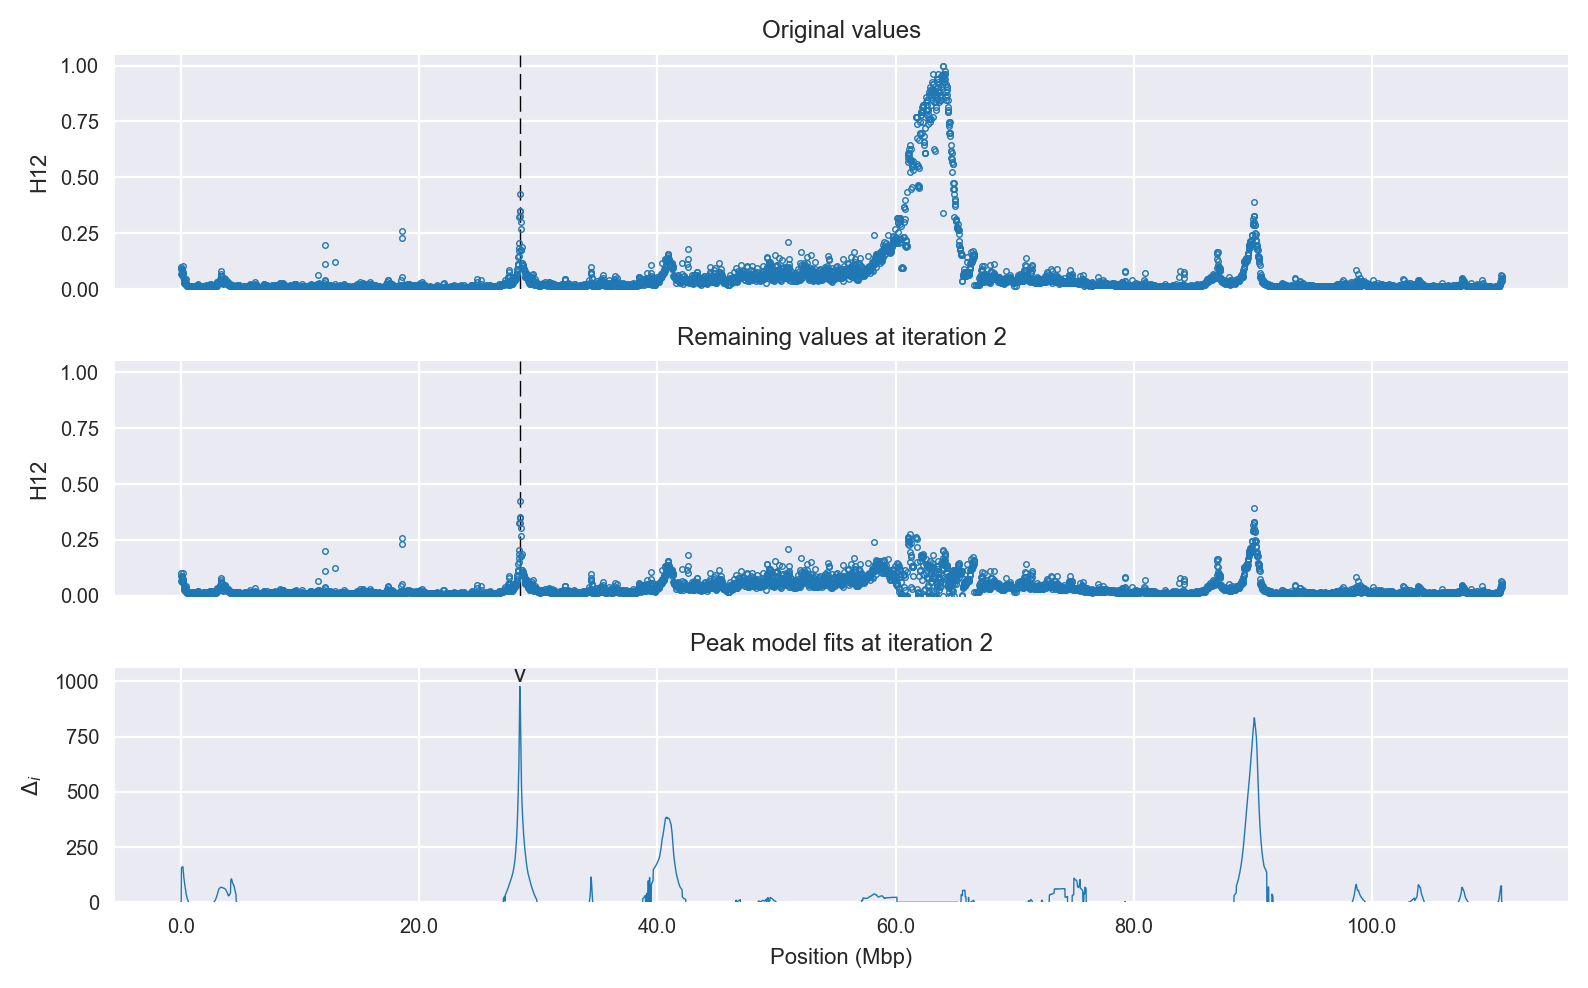 Original values
1.00
0.75
0.50
0.25
0.00
H12
Remaining values at iteration 2
1.00
0.75
0.50
0.25
0.00
H12
Peak model fits at iteration 2
v
1000
750
500
250
0
Δi
0.0 20.0 40.0 60.0 80.0 100.0
Position (Mbp)